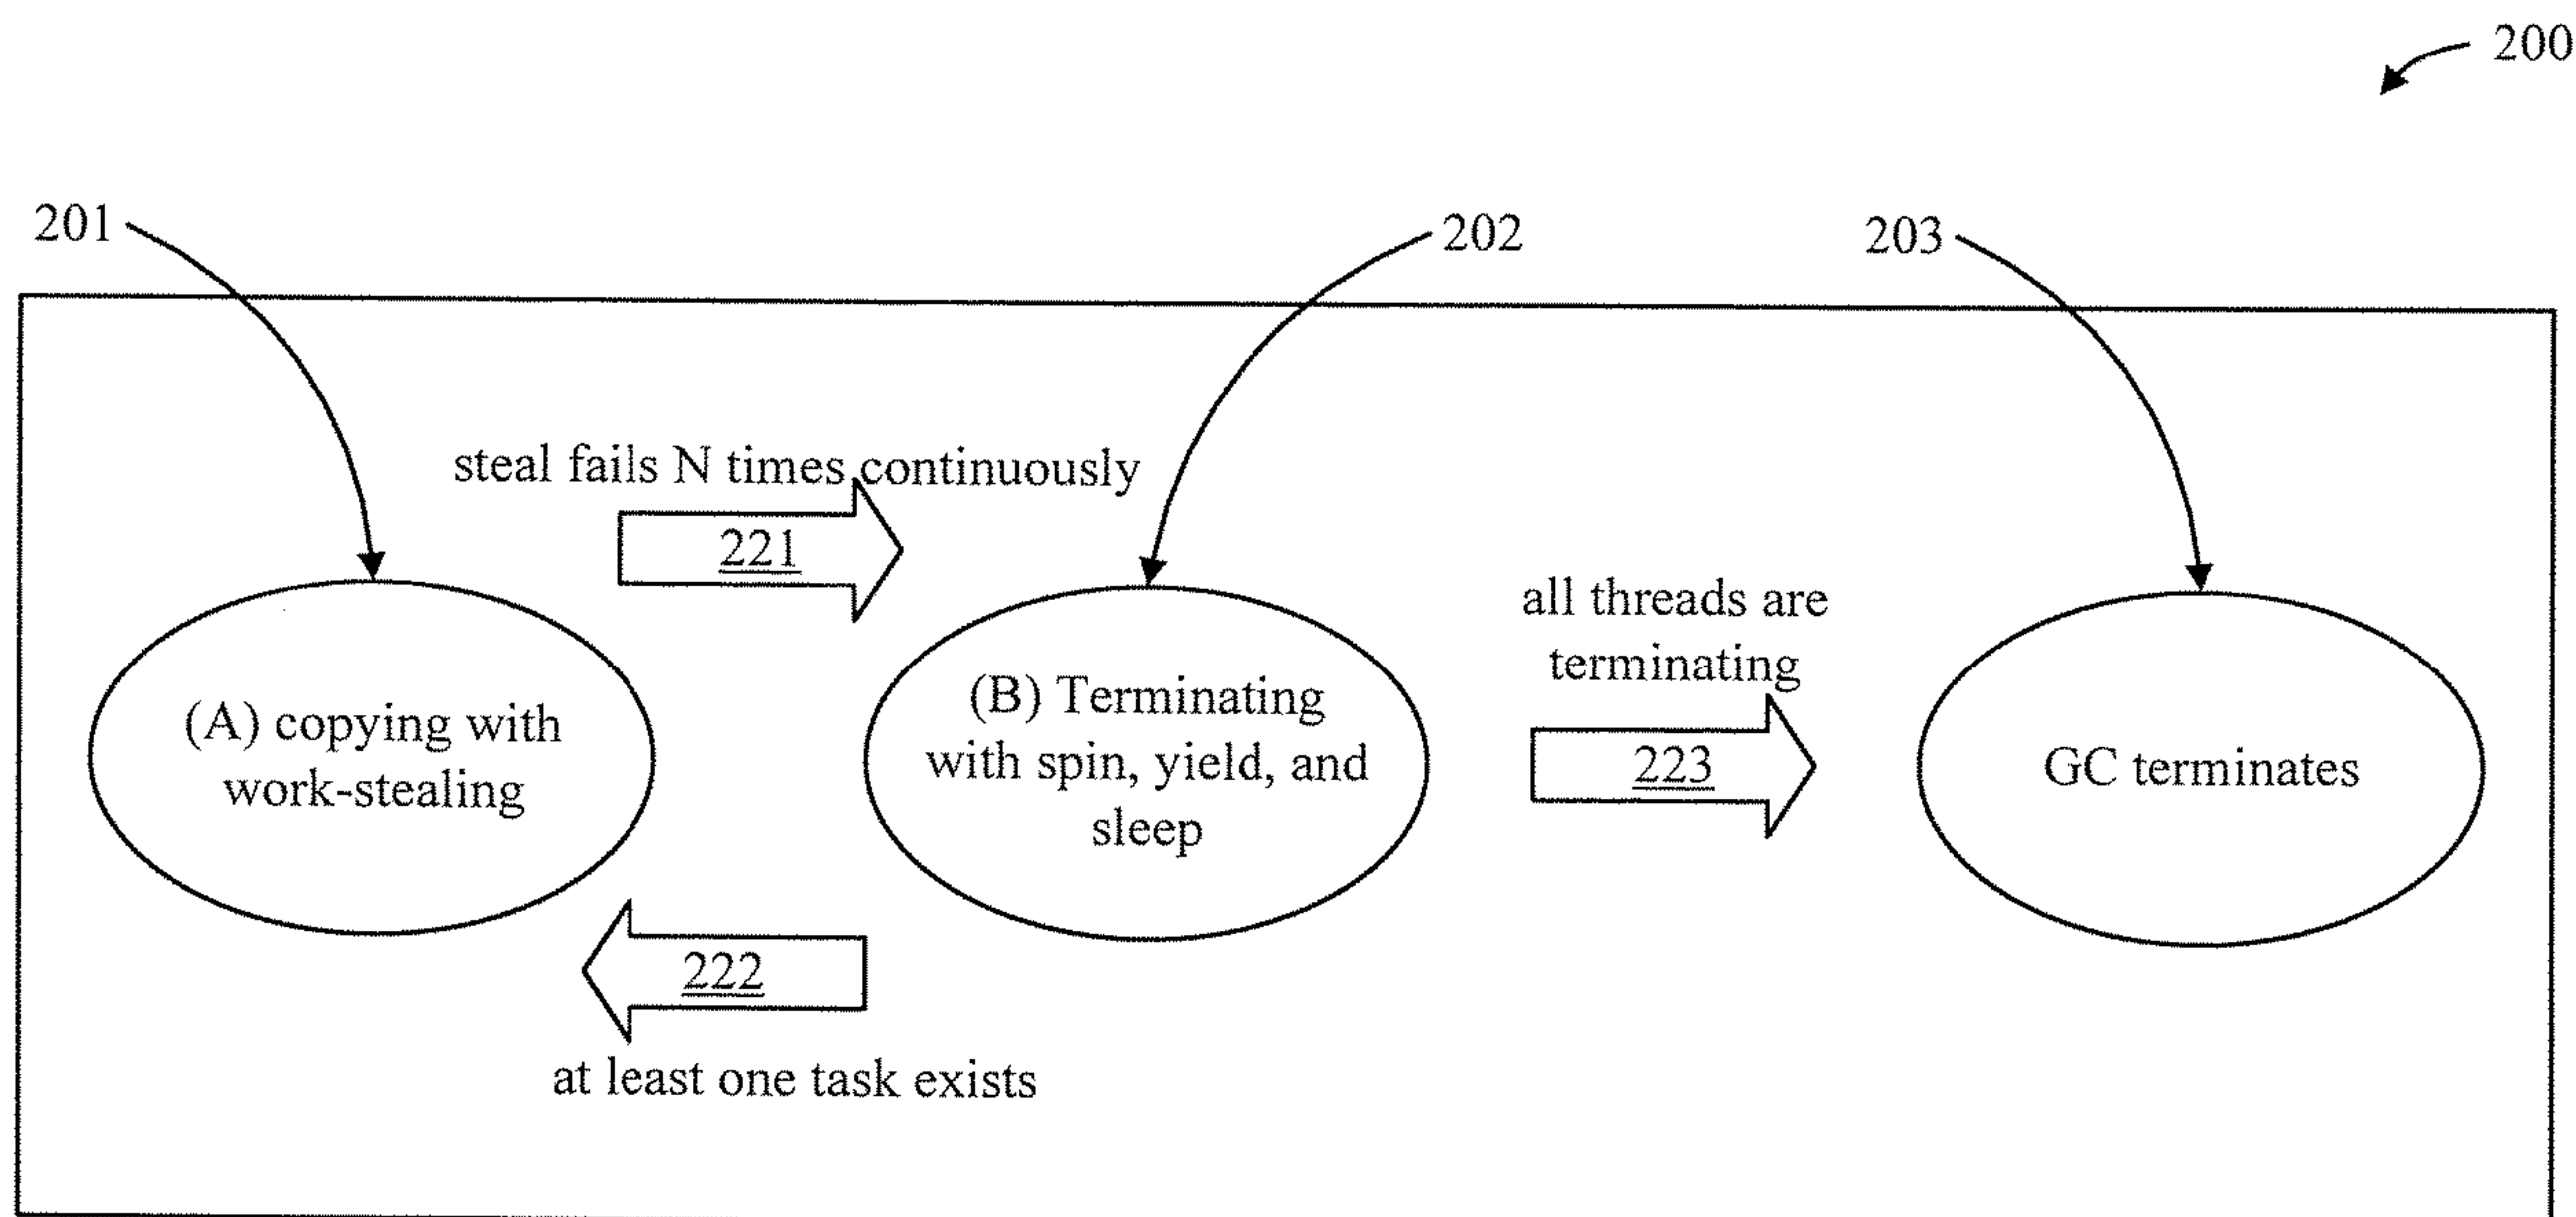 200
201
202
203
steal fails N times continuously
221
all threads are
terminating
(A) copying with
work-stealing
(B) Terminating
with spin, yield, and
sleep
223
GC terminates
222
at least one task exists